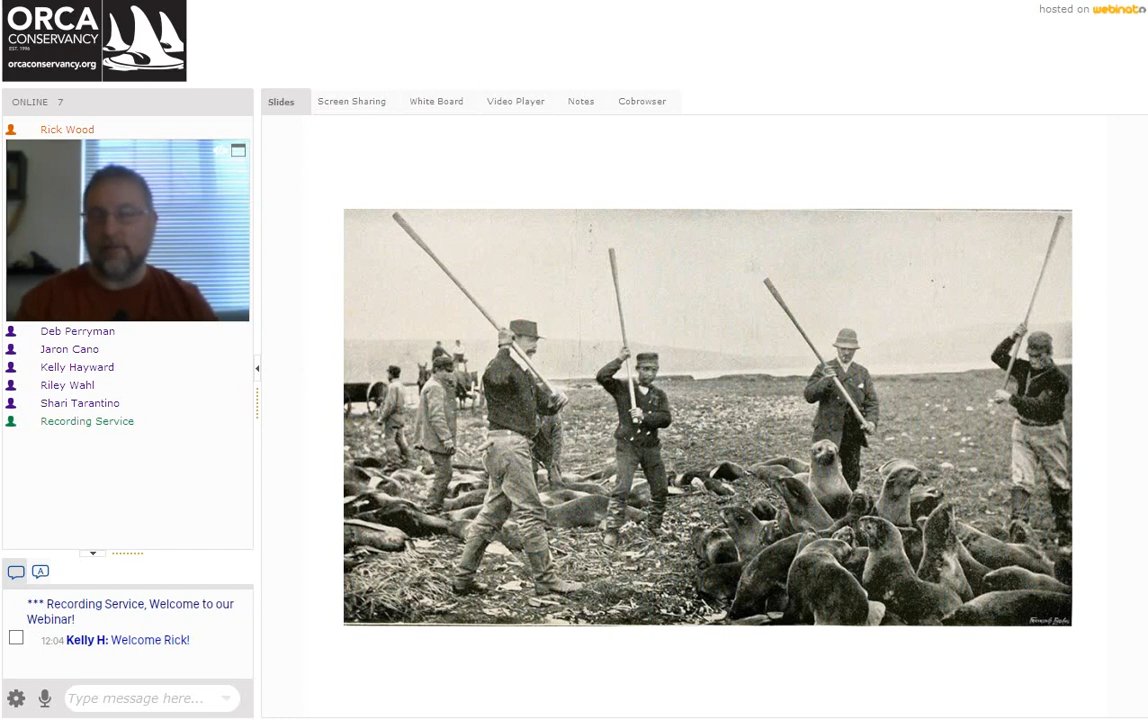 ORCA
CONSERVANCY
EST. 1996
orcaconservancy.org
hosted on webinato
ONLINE 7
Slides
Screen Sharing
White Board
Video Player
Notes
Cobrowser
Rick Wood
Deb Perryman
Jaron Cano
Kelly Hayward
Riley Wahl
Shari Tarantino
Recording Service
A
*** Recording Service, Welcome to our
Webinar!
12:04 Kelly H: Welcome Rick!
Type message here...